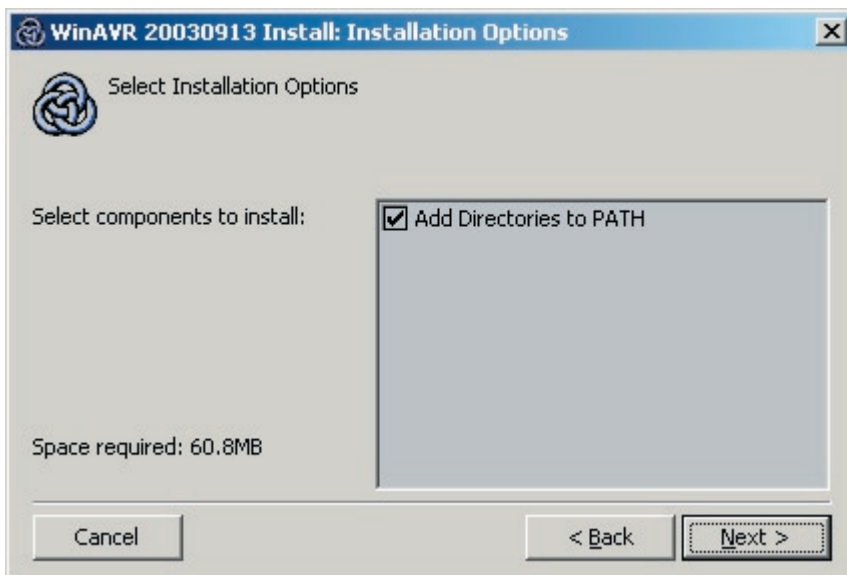 WinAVR 20030913 Install: Installation Options
Select Installation Options
Select components to install:
Add Directories to PATH
Space required: 60.8MB
Cancel
< Back
Next >